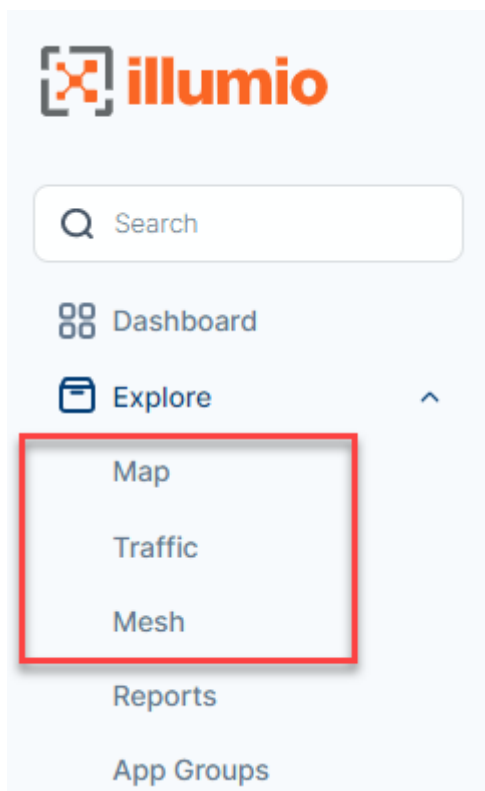 illumio
Search
Dashboard
Explore
Map
Traffic
Mesh
Reports
App Groups